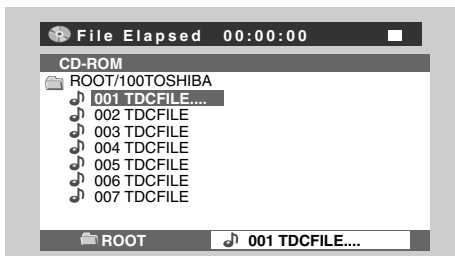 File Elapsed 00:00:00
CD-ROM
ROOT/100TOSHIBA
001 TDCFILE....
002 TDCFILE
003 TDCFILE
004 TDCFILE
005 TDCFILE
006 TDCFILE
007 TDCFILE
ROOT 001 TDCFILE....